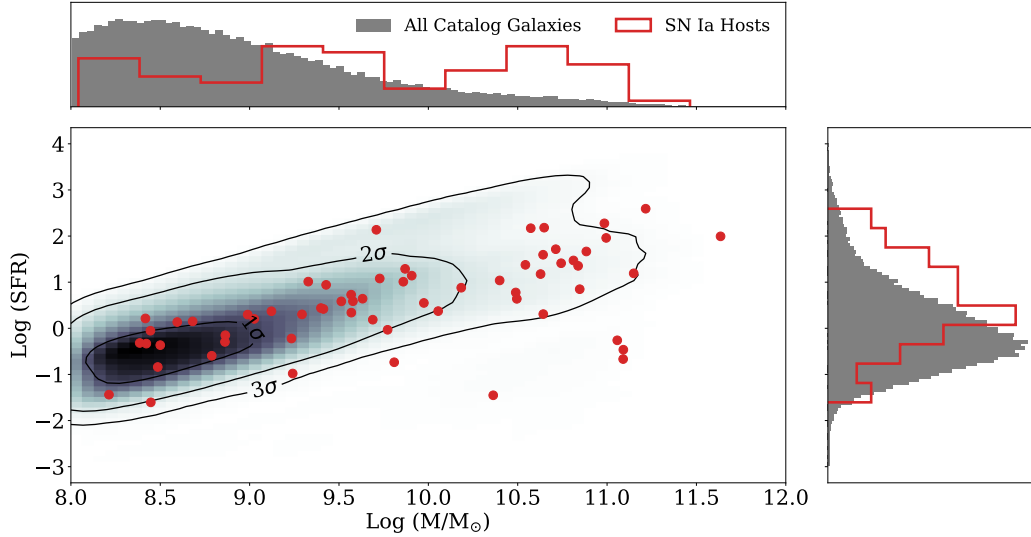 All Catalog Galaxies
SN Ia Hosts
4
3
2
1
0
−1
−2
−3
Log (SFR)
1σ
2σ
3σ
8.0 8.5 9.0 9.5 10.0 10.5 11.0 11.5 12.0
Log (M/M☉)